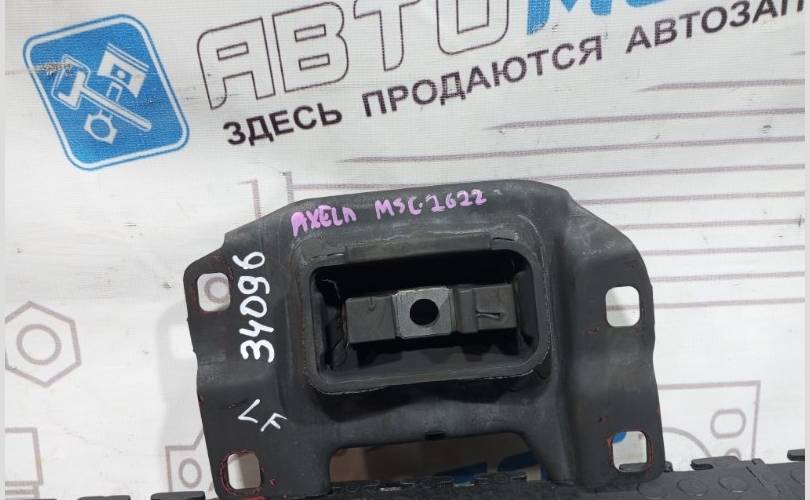 АВТОМ
ЗДЕСЬ ПРОДАЮТСЯ АВТОЗАП
AXELA MSC-1622
34096
LF